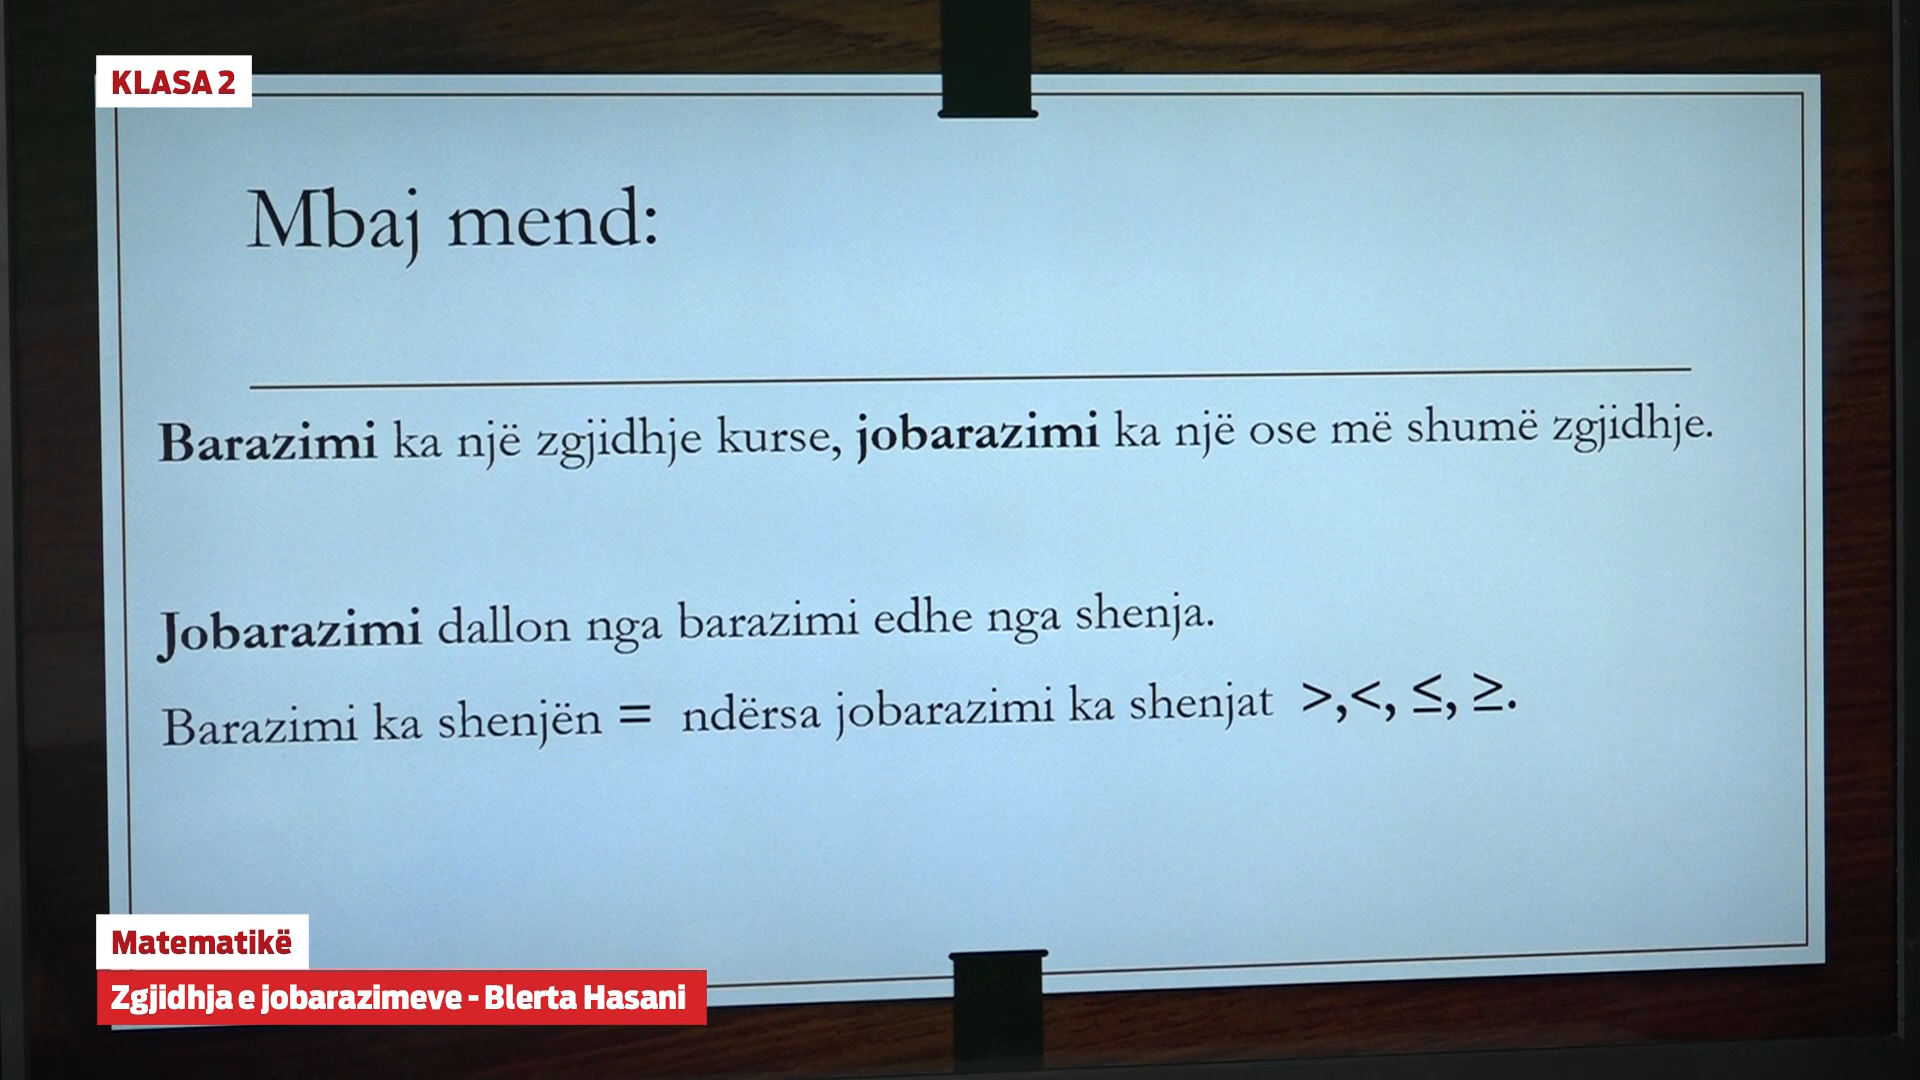 KLASA 2
Mbaj mend:
Barazimi ka një zgjidhje kurse, jobarazimi ka një ose më shumë zgjidhje.
Jobarazimi dallon nga barazimi edhe nga shenja.
Barazimi ka shenjën = ndërsa jobarazimi ka shenjat >,<, ≤, ≥.
Matematikë
Zgjidhja e jobarazimeve - Blerta Hasani